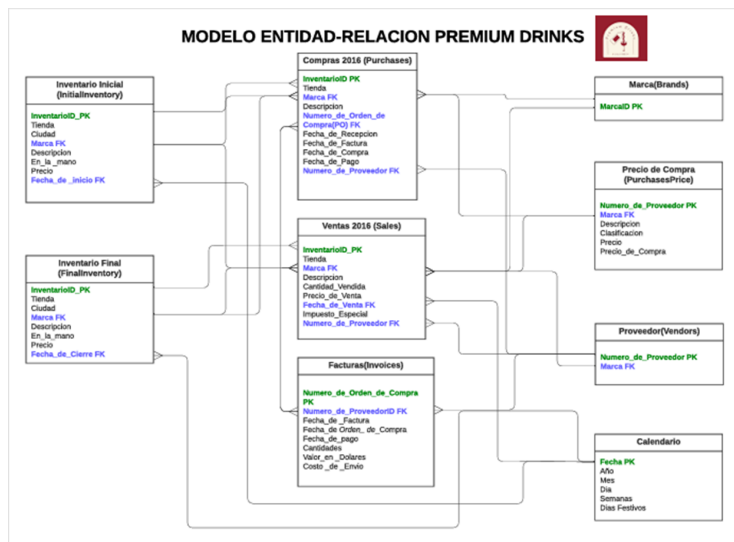 MODELO ENTIDAD-RELACION PREMIUM DRINKS
Inventario Inicial
(InitialInventory)
InventarioID_PK
Tienda
Ciudad
Marca FK
Descripcion
En_la _mano
Precio
Fecha_de _inicio FK
Inventario Final
(FinalInventory)
InventarioID_PK
Tienda
Ciudad
Marca FK
Descripcion
En_la_mano
Precio
Fecha_de_Cierre FK
Compras 2016 (Purchases)
InventarioID PK
Tienda
Marca FK
Descripcion
Numero_de_Orden_de
Compra(PO) FK
Fecha_de_Recepcion
Fecha_de_Factura
Fecha_de_Compra
Fecha_de_Pago
Numero_de_Proveedor FK
Ventas 2016 (Sales)
InventarioID_PK
Tienda
Marca FK
Descripcion
Cantidad_Vendida
Precio_de_Venta
Fecha_de_Venta FK
Impuesto_Especial
Numero_de_Proveedor FK
Facturas(Invoices)
Numero_de_Orden_de_Compra
PK
Numero_de_ProveedorID FK
Fecha_de _Factura
Fecha_de Orden_ de_Compra
Fecha_de_pago
Cantidades
Valor_en _Dolares
Costo _de _Envio
Marca(Brands)
MarcaID PK
Precio de Compra
(PurchasesPrice)
Numero_de_Proveedor PK
Marca FK
Descripcion
Clasificacion
Precio
Precio_de_Compra
Proveedor(Vendors)
Numero_de_Proveedor PK
Marca FK
Calendario
Fecha PK
Año
Mes
Dia
Semanas
Dias Festivos